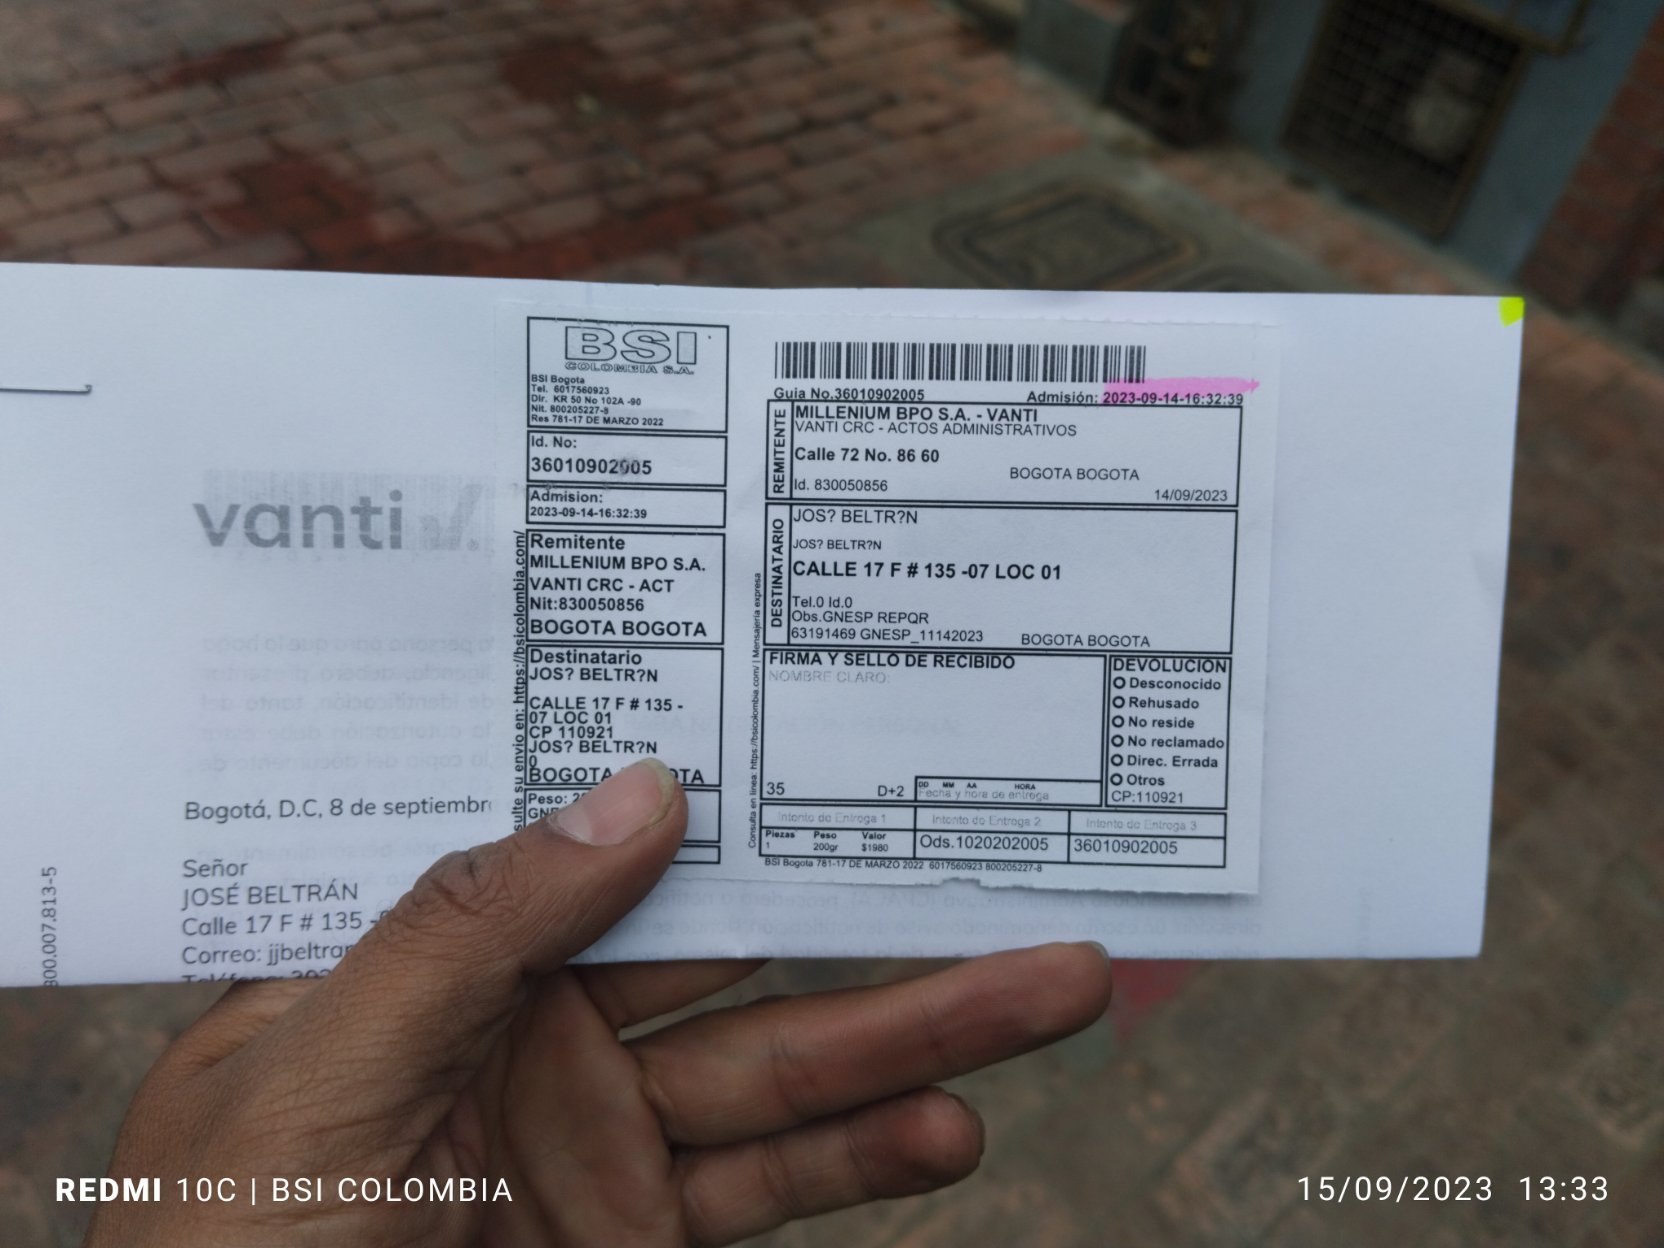 BSI
COLOMBIA S.A.
BSI Bogota
Tel. 6017560923
Dir. KR 50 No 102A -90
Nit. 800205227-8
Res 781-17 DE MARZO 2022
Id. No:
36010902005
Admision:
2023-09-14-16:32:39
Remitente
MILLENIUM BPO S.A.
VANTI CRC - ACT
Nit:830050856
BOGOTA BOGOTA
Destinatario
JOS? BELTR?N
CALLE 17 F # 135 -
07 LOC 01
CP 110921
JOS? BELTR?N
0
BOGOTA
Peso:
sulte su envio en: https://bsicolombia.com/
Guia No.36010902005
Admisión: 2023-09-14-16:32:39
REMITENTE
MILLENIUM BPO S.A. - VANTI
VANTI CRC - ACTOS ADMINISTRATIVOS
Calle 72 No. 86 60
BOGOTA BOGOTA
Id. 830050856
14/09/2023
DESTINATARIO
JOS? BELTR?N
JOS? BELTR?N
CALLE 17 F # 135 -07 LOC 01
Tel.0 Id.0
Obs.GNESP REPQR
63191469 GNESP_11142023 BOGOTA BOGOTA
Consulta en linea: https://bsicolombia.com/ | Mensajeria expresa
FIRMA Y SELLO DE RECIBIDO
NOMBRE CLARO:
35 D+2
DD MM AA HORA
Fecha y hora de entrega
DEVOLUCION
Desconocido
Rehusado
No reside
No reclamado
Direc. Errada
Otros
CP:110921
Intento de Entrega 1 Intento de Entrega 2 Intento de Entrega 3
Piezas Peso Valor
1 200gr $1980
Ods.1020202005
36010902005
BSI Bogota 781-17 DE MARZO 2022 6017560923 800205227-8
vanti
Bogotá, D.C, 8 de septiembr
Señor
JOSÉ BELTRÁN
Calle 17 F # 135
Correo: jjbeltra
800.007.813-5
REDMI 10C | BSI COLOMBIA
15/09/2023 13:33